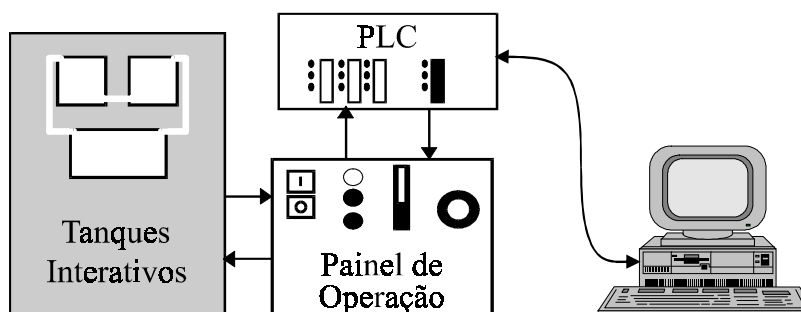 PLC
Tanques
Interativos
I
O
Painel de
Operação